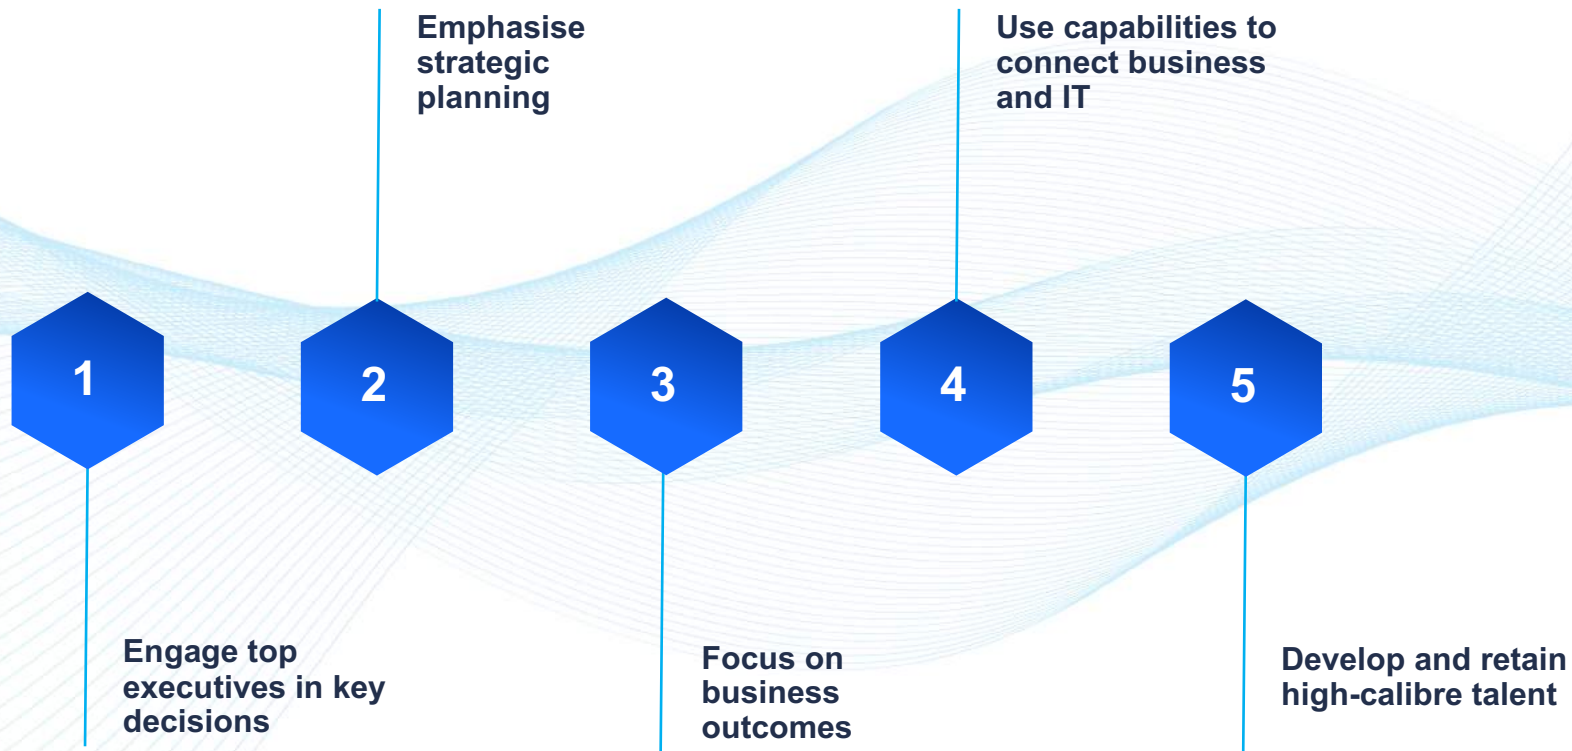 1
Engage top
executives in key
decisions
2
Emphasise
strategic
planning
3
Focus on
business
outcomes
4
Use capabilities to
connect business
and IT
5
Develop and retain
high-calibre talent